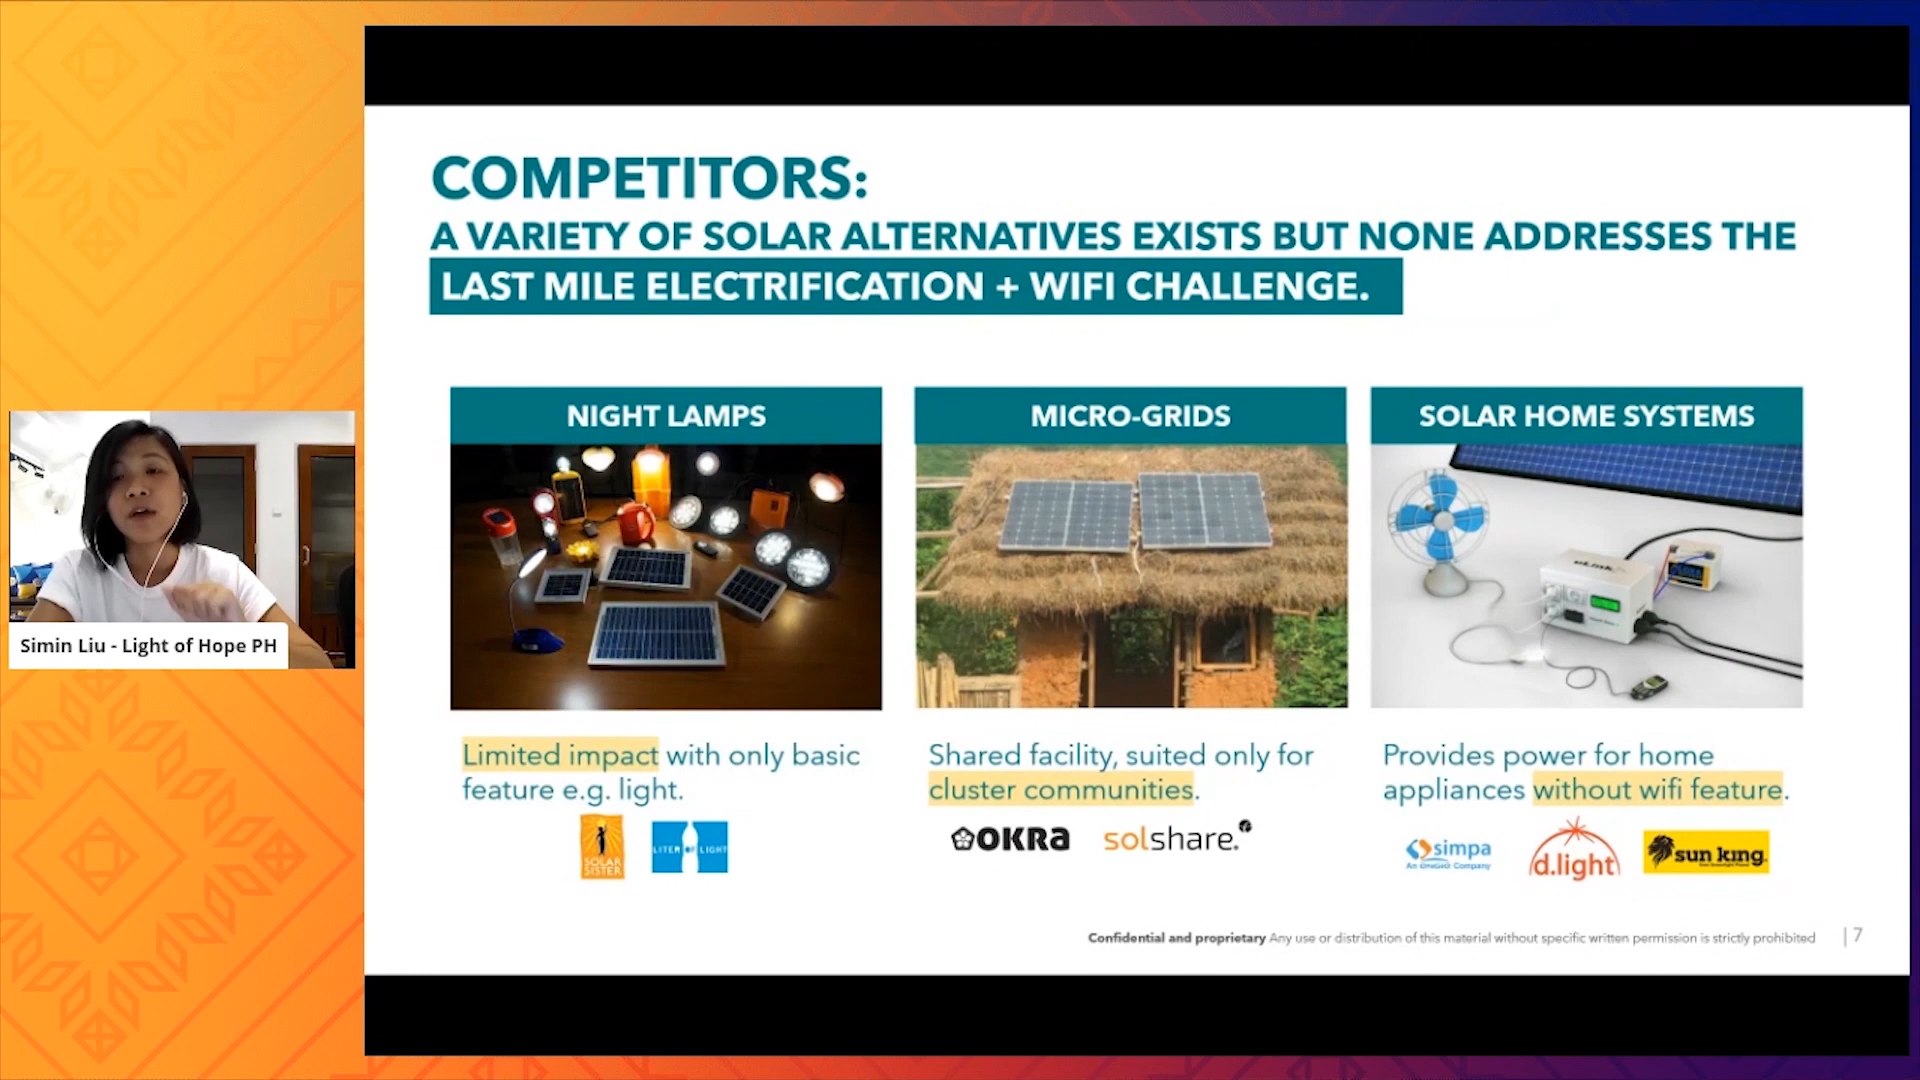 COMPETITORS:
A VARIETY OF SOLAR ALTERNATIVES EXISTS BUT NONE ADDRESSES THE
LAST MILE ELECTRIFICATION + WIFI CHALLENGE.
NIGHT LAMPS
MICRO-GRIDS
SOLAR HOME SYSTEMS
Simin Liu - Light of Hope PH
Limited impact with only basic
feature e.g. light.
SOLAR
SISTER
LITER OF LIGHT
Shared facility, suited only for
cluster communities.
OKRA
solshare.
Provides power for home
appliances without wifi feature.
simpa
An ENGIE Company
d.light
sun king.
Confidential and proprietary Any use or distribution of this material without specific written permission is strictly prohibited
| 7